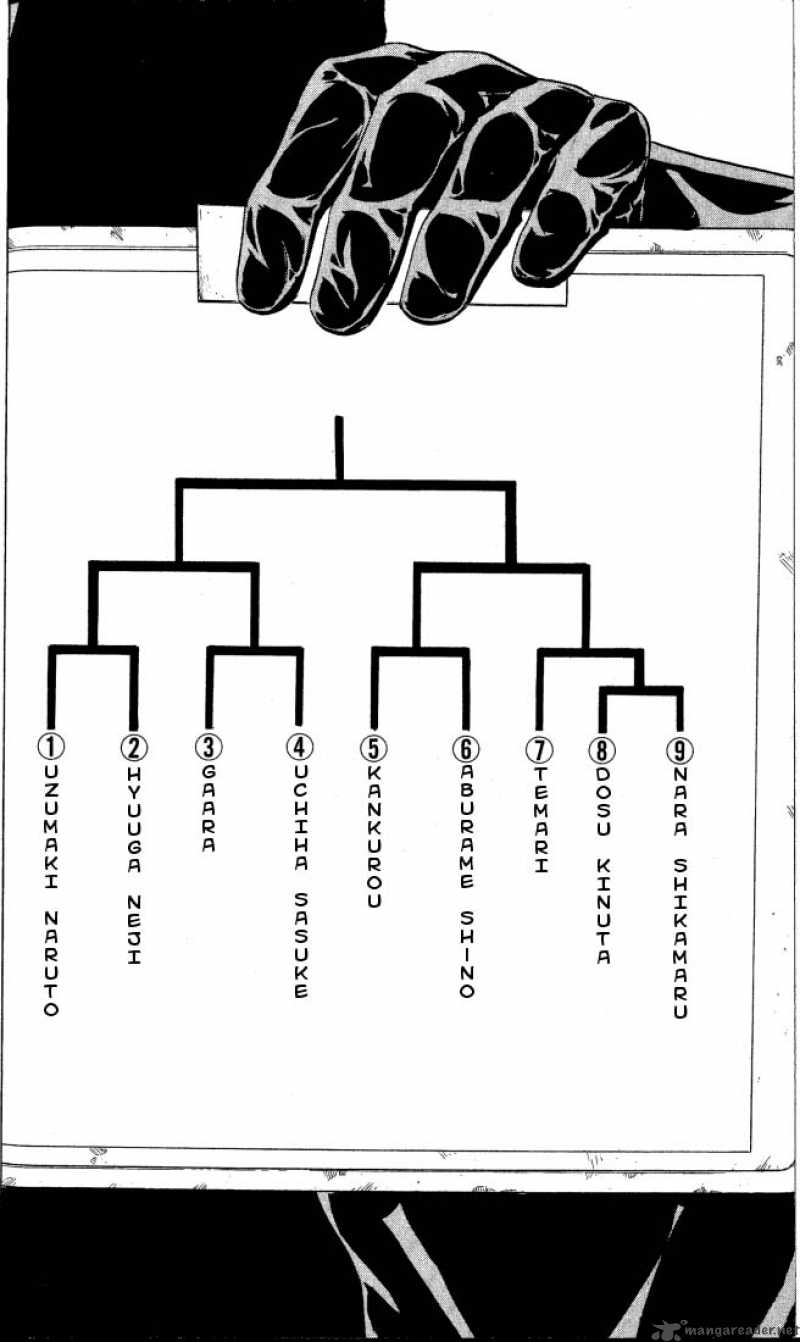 ① UZUMAKI NARUTO
② HYUUGA NEJI
③ GAARA
④ UCHIHA SASUKE
⑤ KANKUROU
⑥ ABURAME SHINO
⑦ TEMARI
⑧ DOSU KINUTA
⑨ NARA SHIKAMARU
mangareader.net